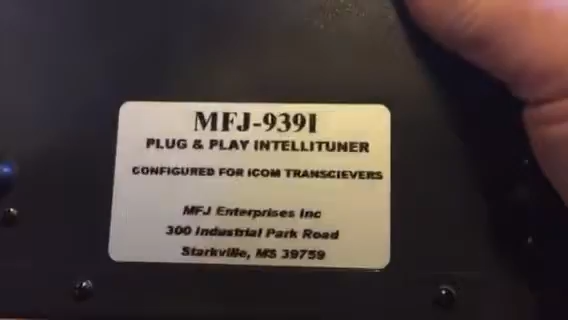 MFJ-939I
PLUG & PLAY INTELLITUNER
CONFIGURED FOR ICOM TRANSCIEVERS
MFJ Enterprises Inc
300 Industrial Park Road
Starkville, MS 39759